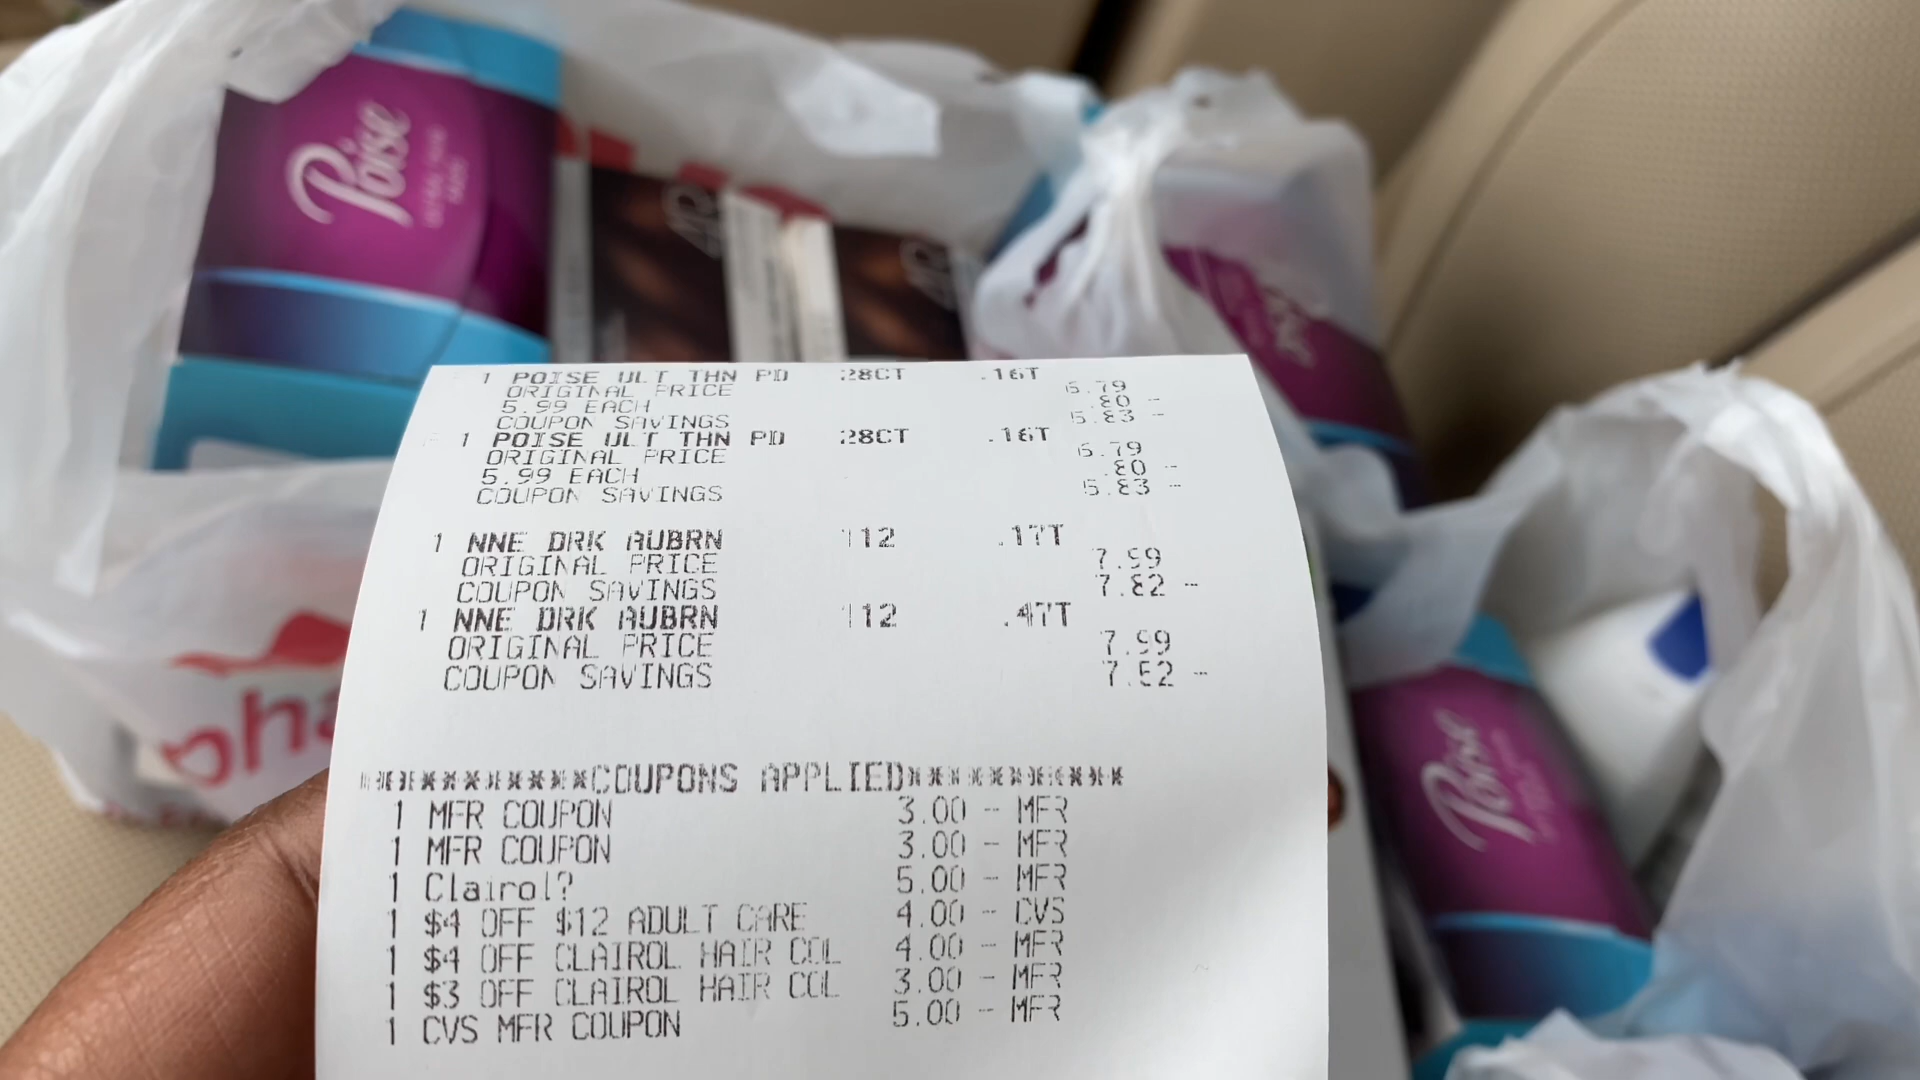 Poise
Poise
1 POISE ULT THN PD 28CT .16T
ORIGINAL PRICE 6.79
5.99 EACH .80 -
COUPON SAVINGS 5.83 -
1 POISE ULT THN PD 28CT .16T
ORIGINAL PRICE 6.79
5.99 EACH .80 -
COUPON SAVINGS 5.83 -
1 NNE DRK AUBRN 112 .17T
ORIGINAL PRICE 7.99
COUPON SAVINGS 7.82 -
1 NNE DRK AUBRN 112 .47T
ORIGINAL PRICE 7.99
COUPON SAVINGS 7.52 -
COUPONS APPLIED
1 MFR COUPON 3.00 - MFR
1 MFR COUPON 3.00 - MFR
1 Clairol? 5.00 - MFR
1 $4 OFF $12 ADULT CARE 4.00 - CVS
1 $4 OFF CLAIROL HAIR COL 4.00 - MFR
1 $3 OFF CLAIROL HAIR COL 3.00 - MFR
1 CVS MFR COUPON 5.00 - MFR
pha
Poise